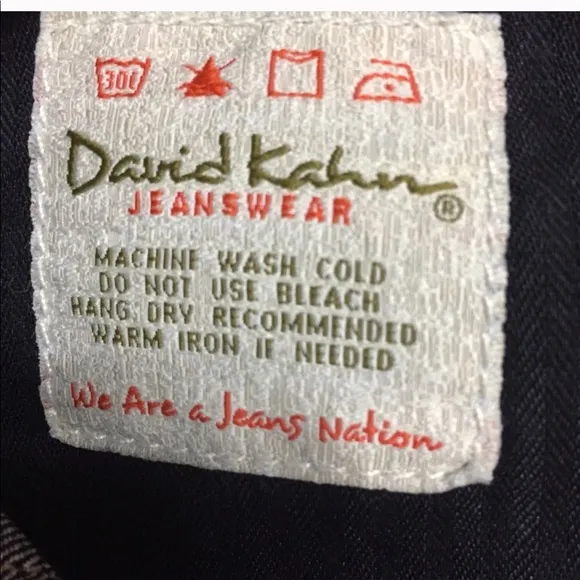 30C
David Kahn®
JEANSWEAR
MACHINE WASH COLD
DO NOT USE BLEACH
HANG DRY RECOMMENDED
WARM IRON IF NEEDED
We Are a Jeans Nation